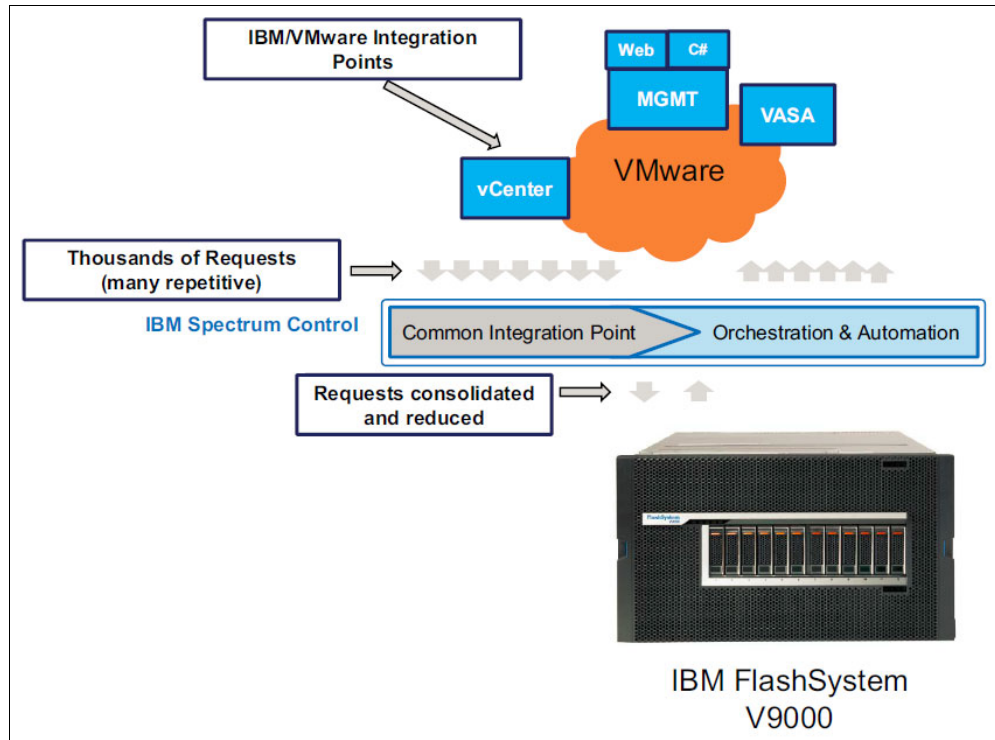 IBM/VMware Integration
Points
Web
C#
MGMT
VASA
VMware
vCenter
Thousands of Requests
(many repetitive)
IBM Spectrum Control
Common Integration Point
Orchestration & Automation
Requests consolidated
and reduced
FlashSystem
IBM FlashSystem
V9000